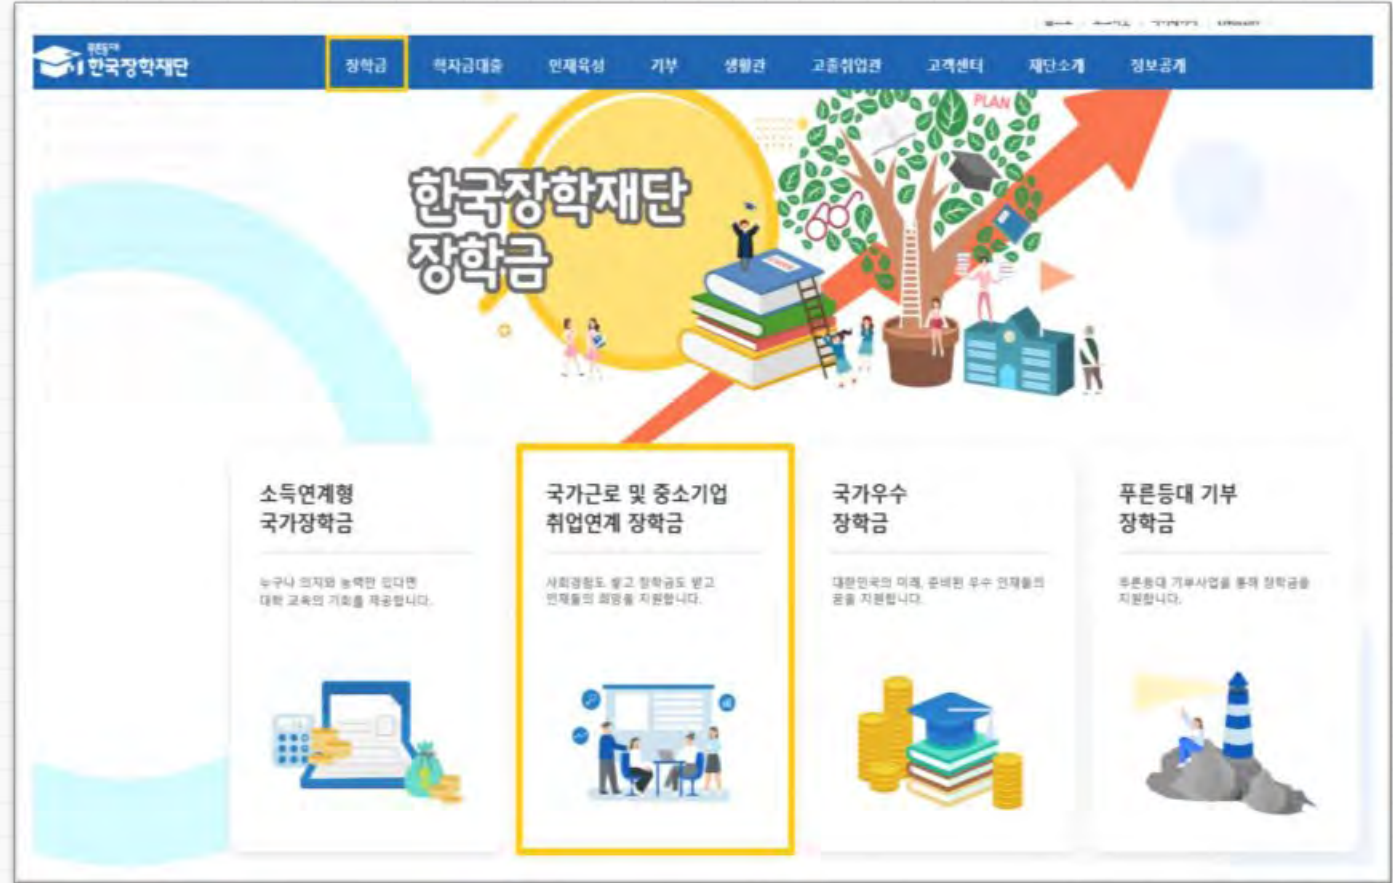 푸른등대
한국장학재단
장학금 학자금대출 인재육성 기부 생활관 고졸취업관 고객센터 재단소개 정보공개
PLAN
한국장학재단
장학금
소득연계형
국가장학금
누구나 의지와 능력만 있다면
대학 교육의 기회를 제공합니다.
국가근로 및 중소기업
취업연계 장학금
사회경험도 쌓고 장학금도 받고
인재들의 희망을 지원합니다.
국가우수
장학금
대한민국의 미래, 준비된 우수 인재들의
꿈을 지원합니다.
푸른등대 기부
장학금
푸른등대 기부사업을 통해 장학금을
지원합니다.